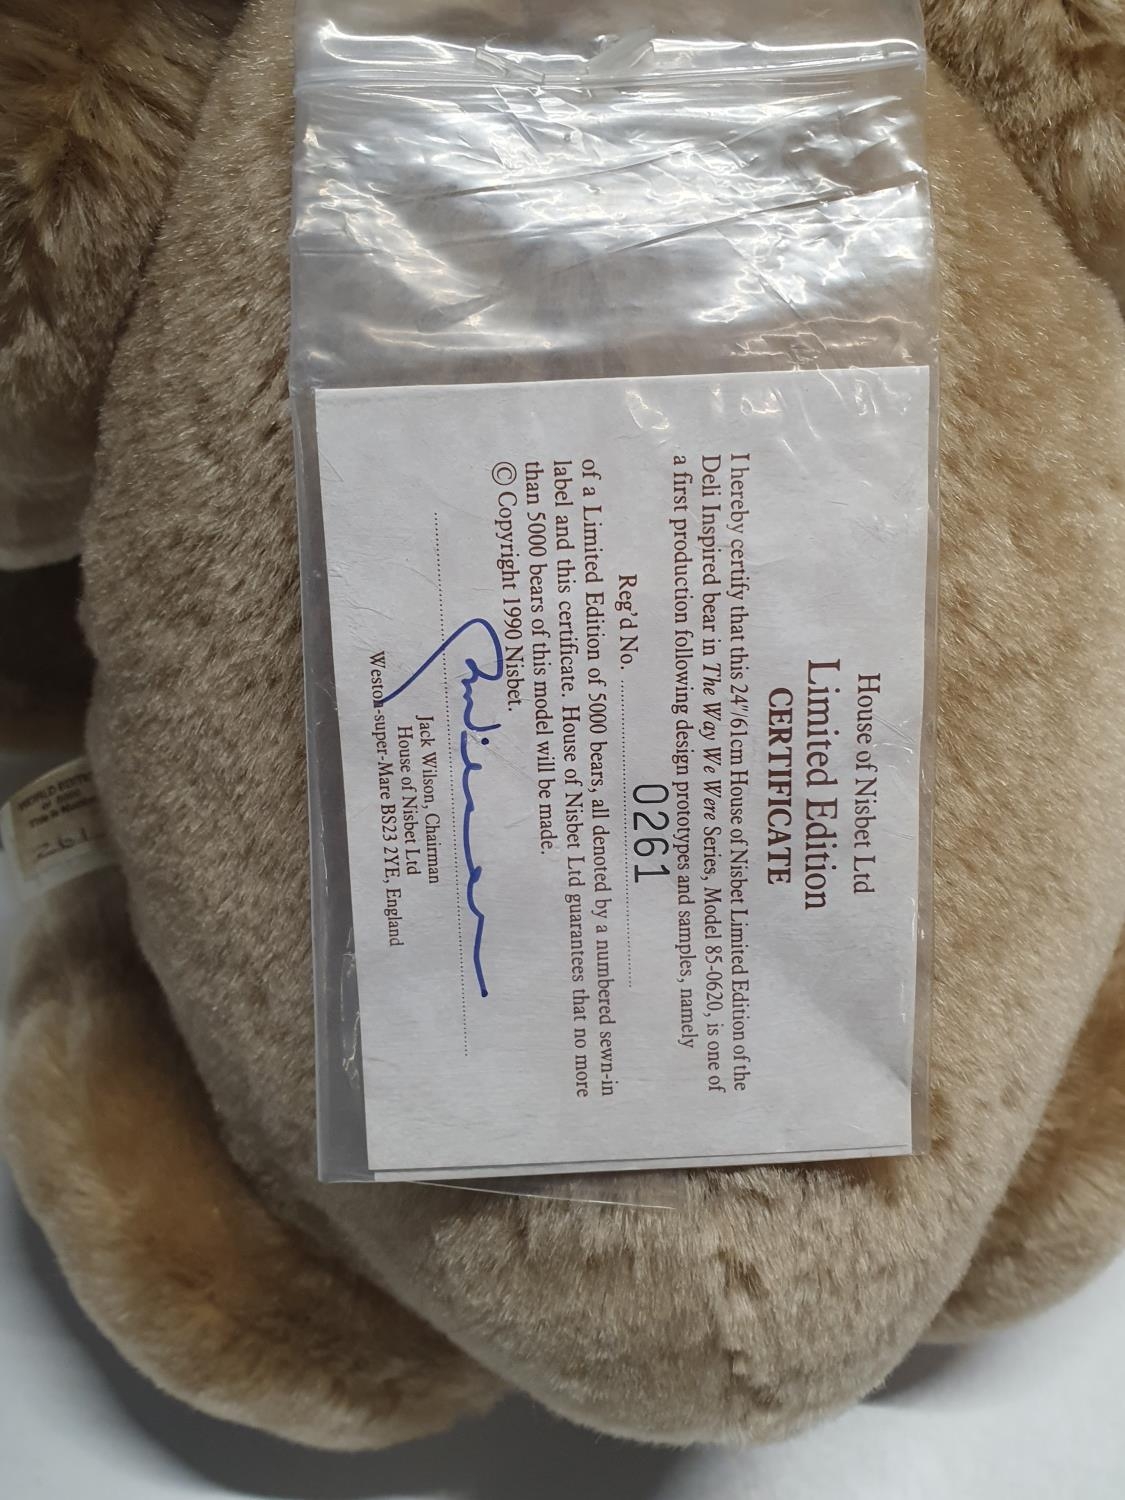 House of Nisbet Ltd
Limited Edition
CERTIFICATE
I hereby certify that this 24"/61cm House of Nisbet Limited Edition of the
Deli Inspired bear in The Way We Were Series, Model 85-0620, is one of
a first production following design prototypes and samples, namely
Reg'd No. 0261
of a Limited Edition of 5000 bears, all denoted by a numbered sewn-in
label and this certificate. House of Nisbet Ltd guarantees that no more
than 5000 bears of this model will be made.
© Copyright 1990 Nisbet.
Jack Wilson, Chairman
House of Nisbet Ltd
Weston-super-Mare BS23 2YE, England
This is Number
261